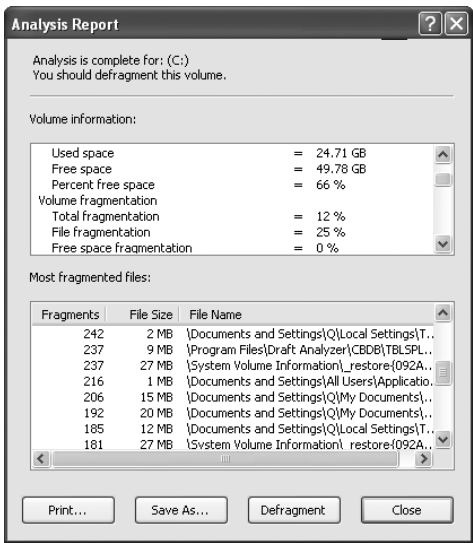 Analysis Report
Analysis is complete for: (C:)
You should defragment this volume.
Volume information:
Used space = 24.71 GB
Free space = 49.78 GB
Percent free space = 66 %
Volume fragmentation
Total fragmentation = 12 %
File fragmentation = 25 %
Free space fragmentation = 0 %
Most fragmented files:
Fragments File Size File Name
242 2 MB \Documents and Settings\Q\Local Settings\T...
237 9 MB \Program Files\Draft Analyzer\CBDB\TBLSPL...
237 27 MB \System Volume Information\_restore{092A...
216 1 MB \Documents and Settings\All Users\Applicatio...
206 15 MB \Documents and Settings\Q\My Documents\...
192 20 MB \Documents and Settings\Q\My Documents\...
185 12 MB \Documents and Settings\Q\Local Settings\T...
181 27 MB \System Volume Information\_restore{092A...
Print... Save As... Defragment Close